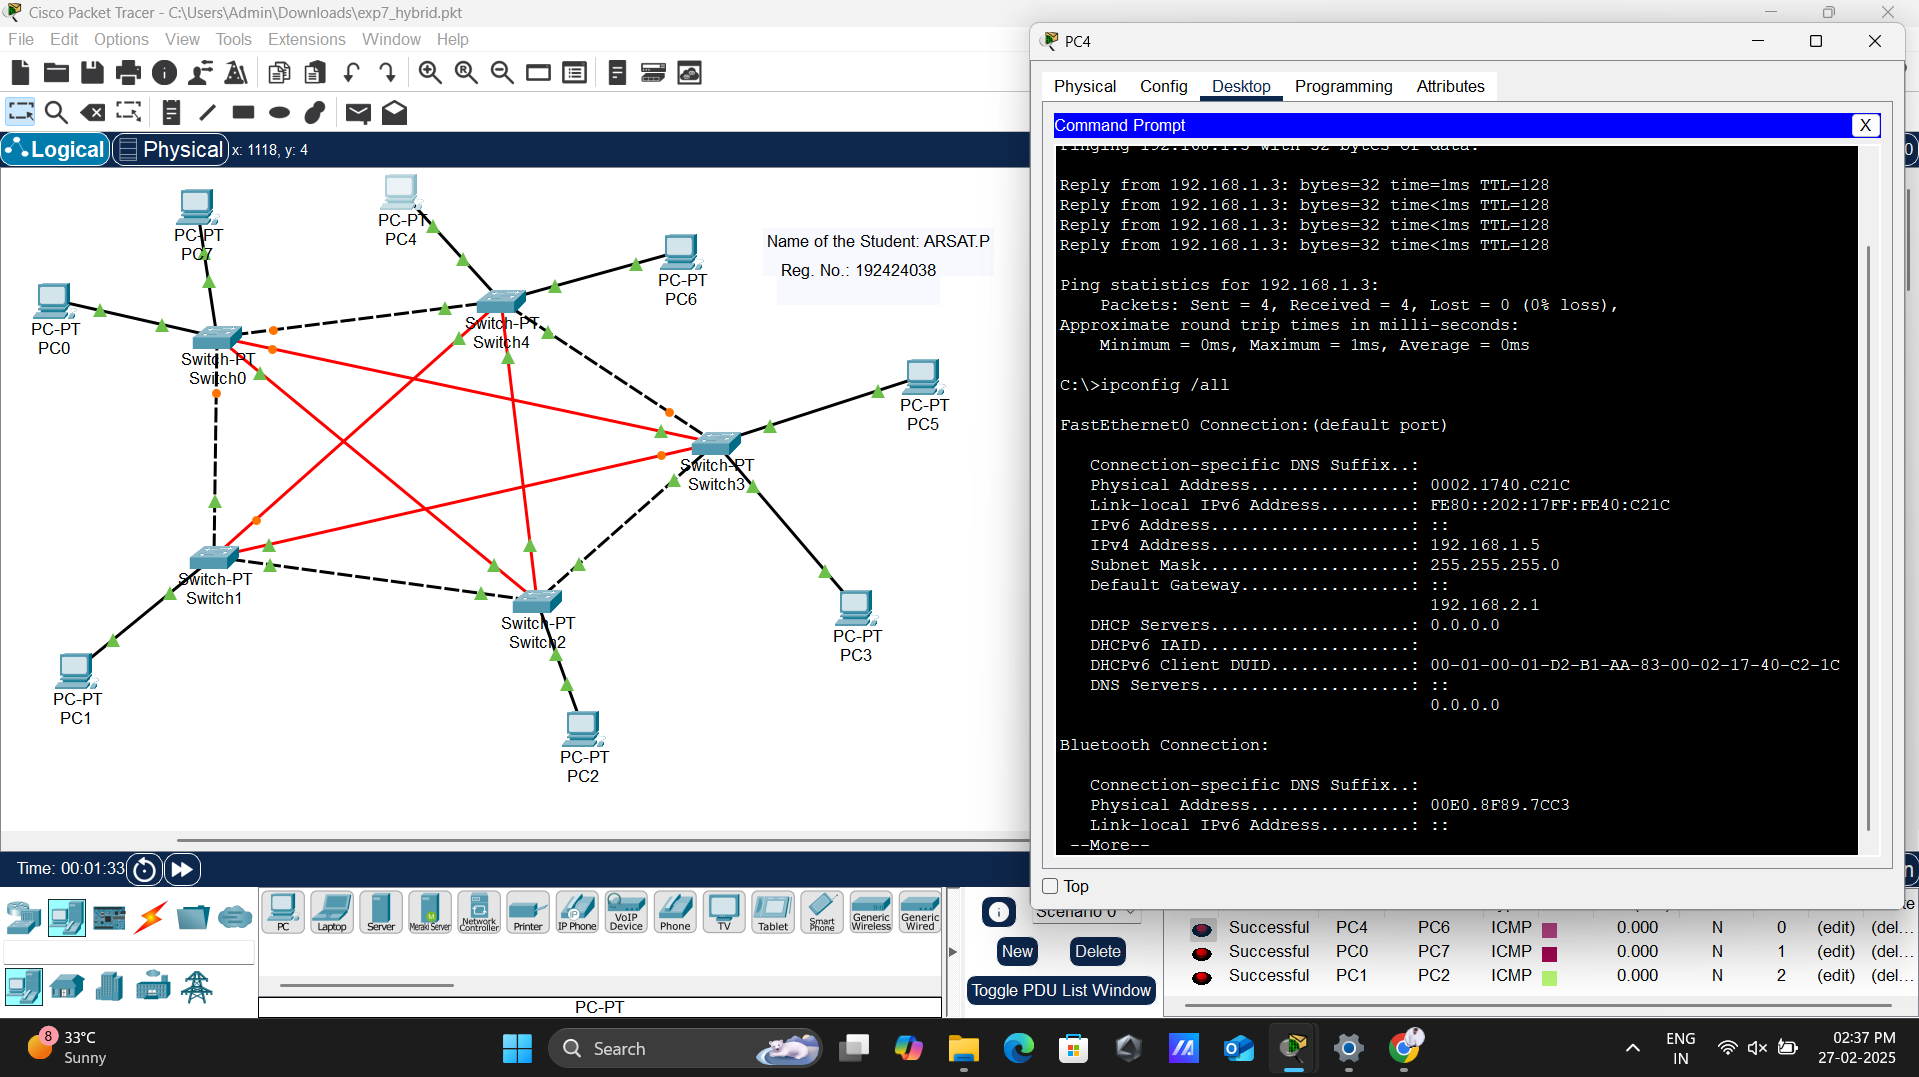 Cisco Packet Tracer - C:\Users\Admin\Downloads\exp7_hybrid.pkt
File Edit Options View Tools Extensions Window Help
Logical Physical x: 1118, y: 4
PC-PT
PC7
PC-PT
PC4
Name of the Student: ARSAT.P
Reg. No.: 192424038
PC-PT
PC6
PC-PT
PC0
Switch-PT
Switch4
Switch-PT
Switch0
PC-PT
PC5
Switch-PT
Switch3
Switch-PT
Switch1
Switch-PT
Switch2
PC-PT
PC3
PC-PT
PC1
PC-PT
PC2
PC4
Physical Config Desktop Programming Attributes
Command Prompt X
Pinging 192.168.1.3 with 32 bytes of data:
Reply from 192.168.1.3: bytes=32 time=1ms TTL=128
Reply from 192.168.1.3: bytes=32 time<1ms TTL=128
Reply from 192.168.1.3: bytes=32 time<1ms TTL=128
Reply from 192.168.1.3: bytes=32 time<1ms TTL=128
Ping statistics for 192.168.1.3:
Packets: Sent = 4, Received = 4, Lost = 0 (0% loss),
Approximate round trip times in milli-seconds:
Minimum = 0ms, Maximum = 1ms, Average = 0ms
C:\>ipconfig /all
FastEthernet0 Connection:(default port)
Connection-specific DNS Suffix..:
Physical Address................: 0002.1740.C21C
Link-local IPv6 Address.........: FE80::202:17FF:FE40:C21C
IPv6 Address....................: ::
IPv4 Address....................: 192.168.1.5
Subnet Mask.....................: 255.255.255.0
Default Gateway.................: ::
192.168.2.1
DHCP Servers....................: 0.0.0.0
DHCPv6 IAID.....................:
DHCPv6 Client DUID..............: 00-01-00-01-D2-B1-AA-83-00-02-17-40-C2-1C
DNS Servers.....................: ::
0.0.0.0
Bluetooth Connection:
Connection-specific DNS Suffix..:
Physical Address................: 00E0.8F89.7CC3
Link-local IPv6 Address.........: ::
--More--
Top
Time: 00:01:33
PC Laptop Server Meraki Server Network Controller Printer IP Phone VoIP Device Phone TV Tablet Smart Phone Generic Wireless Generic Wired
PC-PT
Scenario 0
New Delete
Toggle PDU List Window
Successful PC4 PC6 ICMP 0.000 N 0 (edit) (del...
Successful PC0 PC7 ICMP 0.000 N 1 (edit) (del...
Successful PC1 PC2 ICMP 0.000 N 2 (edit) (del...
8 33°C
Sunny
Search
ENG
IN
02:37 PM
27-02-2025